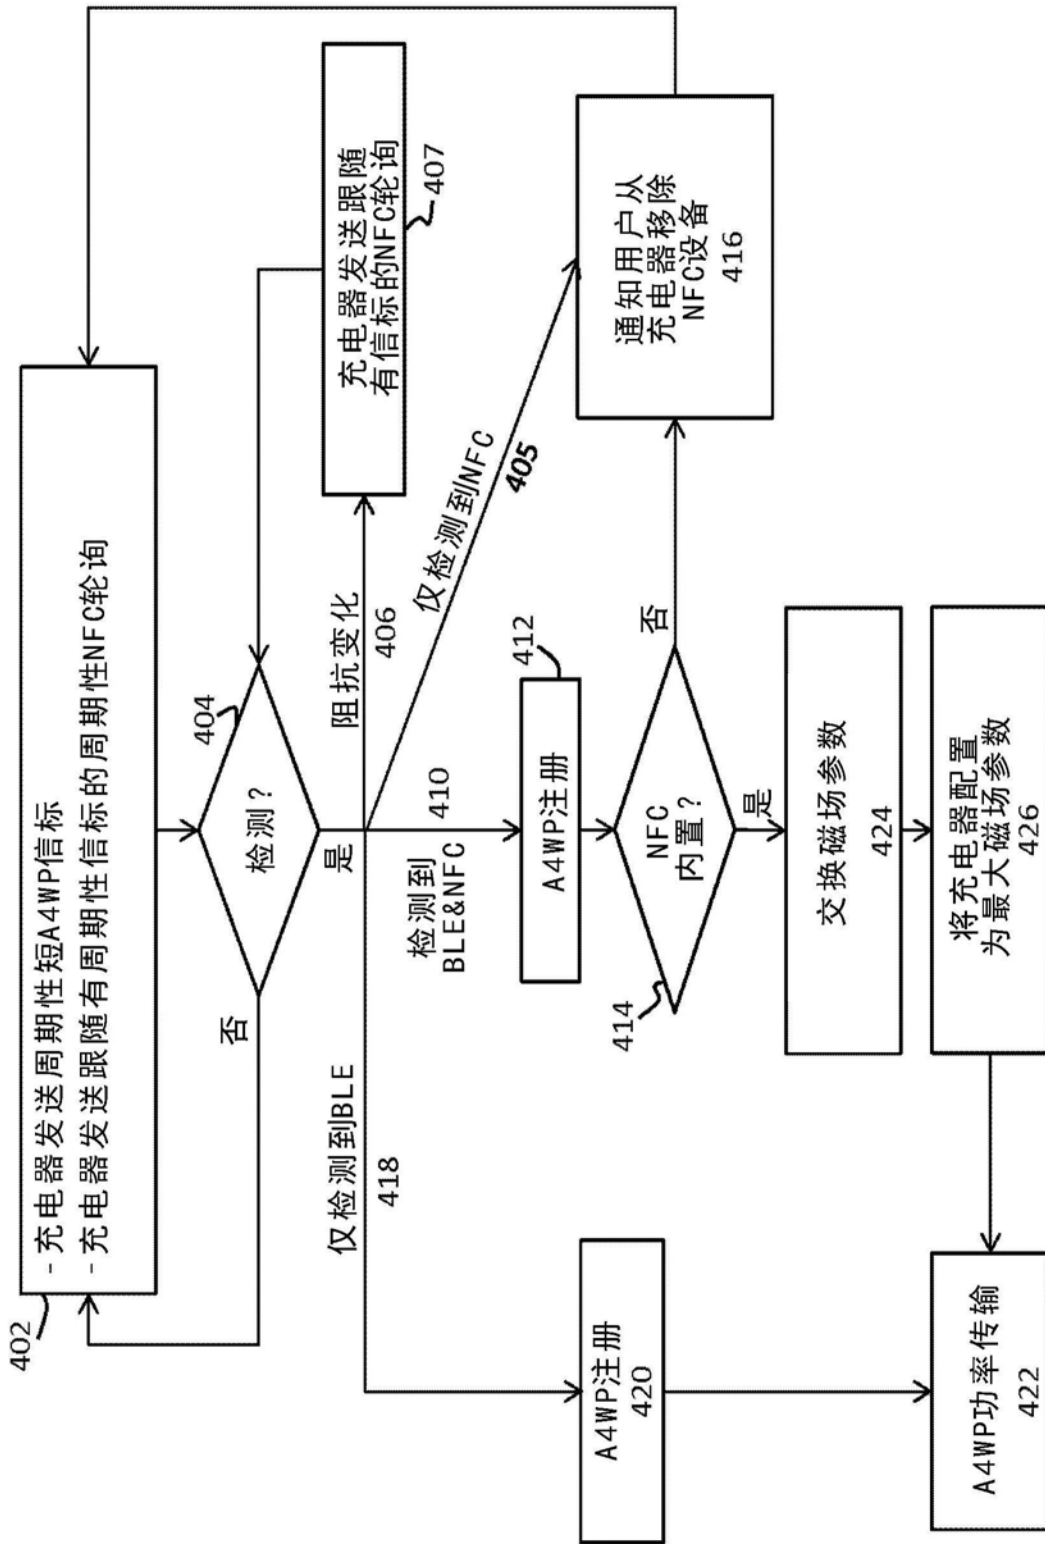 402
-充电器发送周期性短A4WP信标
-充电器发送跟随有周期性信标的周期性NFC轮询
404
检测?
否
是
充电器发送跟随
有信标的NFC轮询
407
阻抗变化
406
仅检测到NFC
405
检测到
BLE&NFC
410
仅检测到BLE
418
A4WP注册
412
A4WP注册
420
414
NFC
内置?
否
是
通知用户从
充电器移除
NFC设备
416
交换磁场参数
424
将充电器配置
为最大磁场参数
426
A4WP功率传输
422